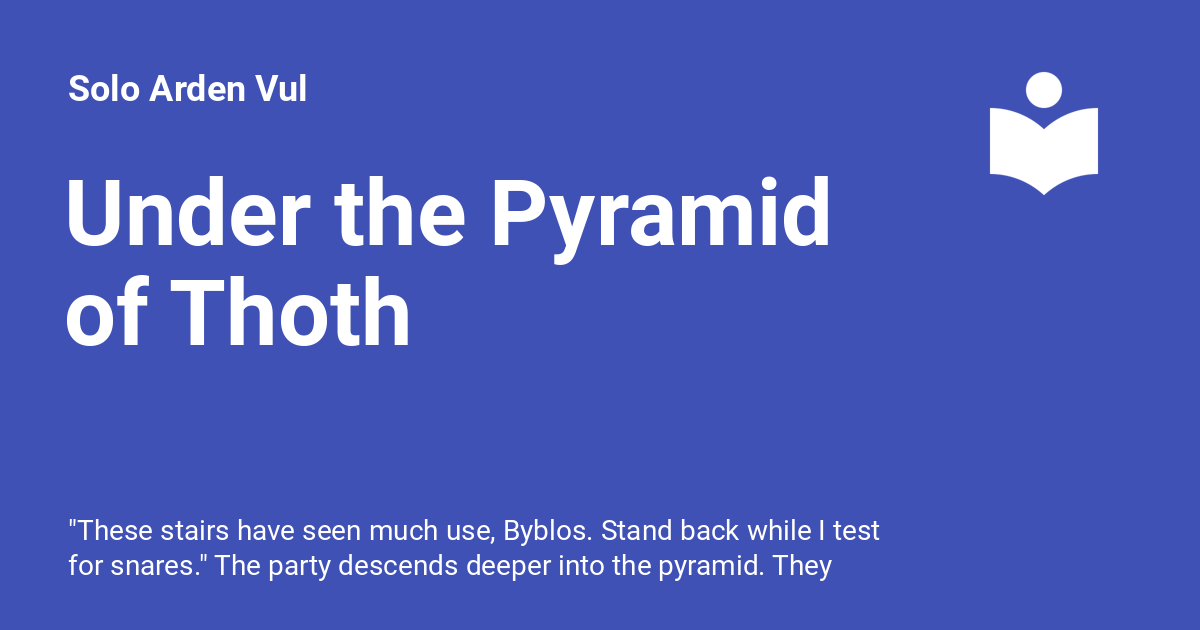 Solo Arden Vul
Under the Pyramid
of Thoth
"These stairs have seen much use, Byblos. Stand back while I test
for snares." The party descends deeper into the pyramid. They